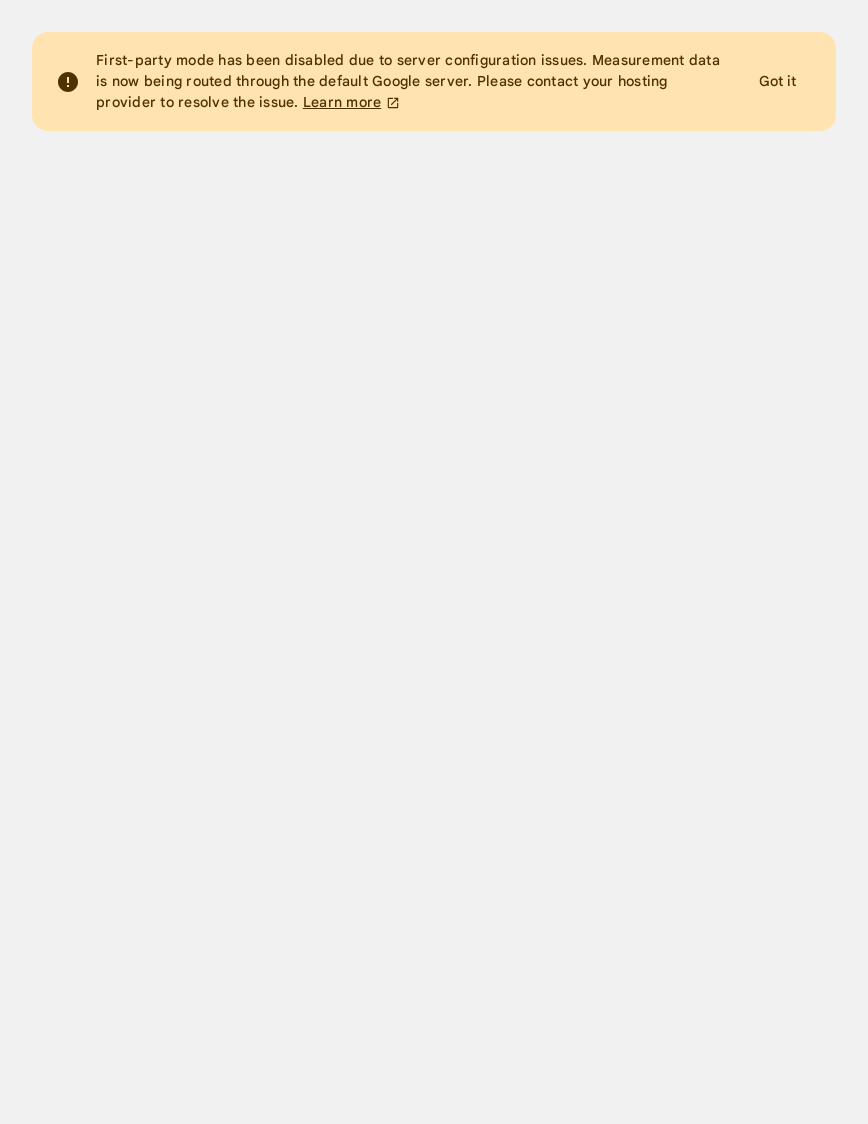 First-party mode has been disabled due to server configuration issues. Measurement data
is now being routed through the default Google server. Please contact your hosting
provider to resolve the issue. Learn more
Got it